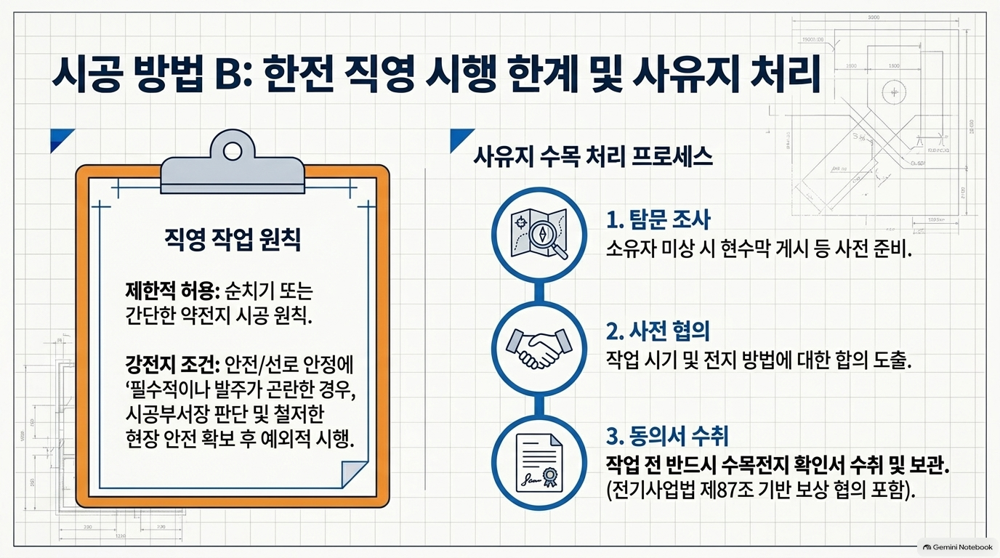 시공 방법 B: 한전 직영 시행 한계 및 사유지 처리
직영 작업 원칙
제한적 허용: 순치기 또는
간단한 약전지 시공 원칙.
강전지 조건: 안전/선로 안정에
‘필수적이나 발주가 곤란한 경우,
시공부서장 판단 및 철저한
현장 안전 확보 후 예외적 시행.
사유지 수목 처리 프로세스
1. 탐문 조사
소유자 미상 시 현수막 게시 등 사전 준비.
2. 사전 협의
작업 시기 및 전지 방법에 대한 합의 도출.
3. 동의서 수취
작업 전 반드시 수목전지 확인서 수취 및 보관.
(전기사업법 제87조 기반 보상 협의 포함).
Gemini Notebook